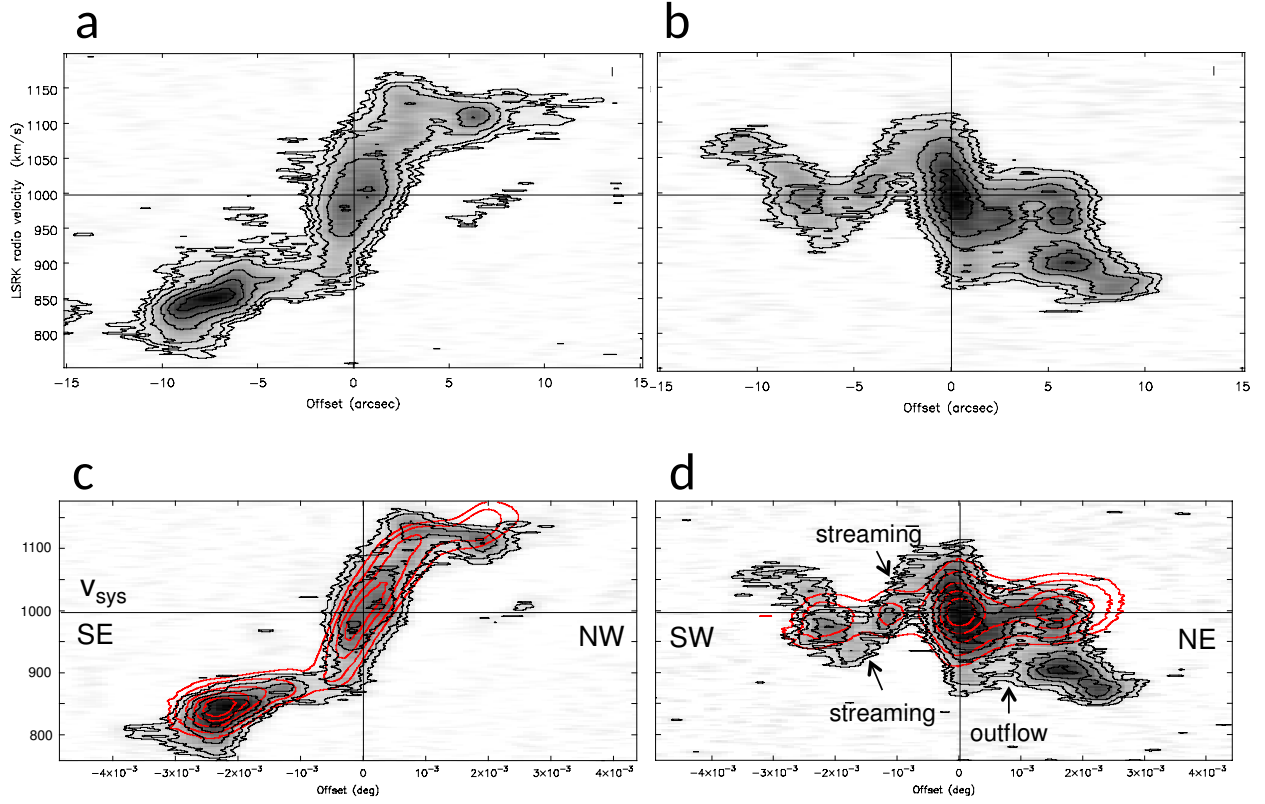 a b
LSRK radio velocity (km/s)
1150
1100
1050
1000
950
900
850
800
−15 −10 −5 0 5 10 15
Offset (arcsec)
−15 −10 −5 0 5 10 15
Offset (arcsec)
c d
1100
1000
900
800
v_sys
SE NW
−4×10⁻³ −3×10⁻³ −2×10⁻³ −10⁻³ 0 10⁻³ 2×10⁻³ 3×10⁻³ 4×10⁻³
Offset (deg)
streaming
SW NE
streaming
outflow
−4×10⁻³ −3×10⁻³ −2×10⁻³ −10⁻³ 0 10⁻³ 2×10⁻³ 3×10⁻³ 4×10⁻³
Offset (deg)